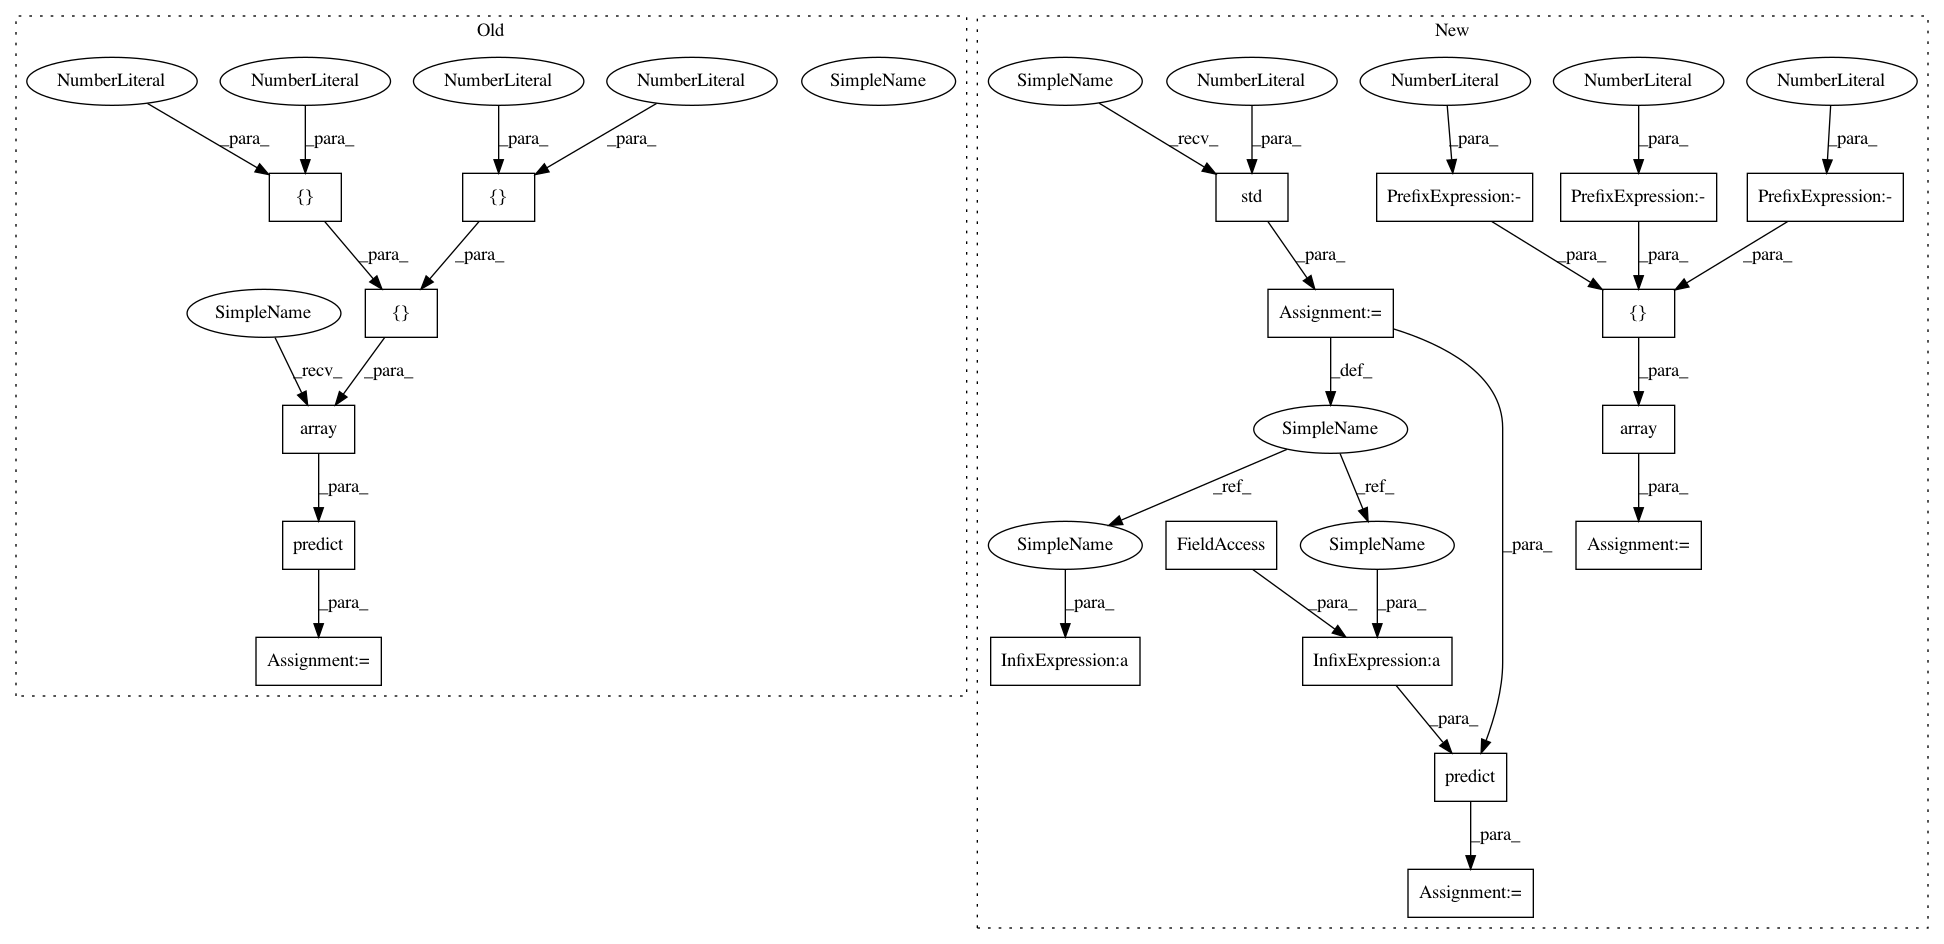 Old
New
NumberLiteral NumberLiteral NumberLiteral NumberLiteral SimpleName
SimpleName NumberLiteral NumberLiteral NumberLiteral NumberLiteral
_para_ _para_ _para_ _para_
_recv_ _para_ _para_ _para_ _para_
{} {}
std PrefixExpression:- PrefixExpression:- PrefixExpression:-
_para_ _para_
_para_ _para_ _para_ _para_
SimpleName {}
Assignment:= {}
_recv_ _para_
_def_ _para_
array
SimpleName array
_para_
_ref_ _ref_ _para_
predict
SimpleName FieldAccess SimpleName _para_ Assignment:=
_para_
_para_ _para_ _para_
Assignment:=
InfixExpression:a InfixExpression:a
_para_
predict
_para_
Assignment:=